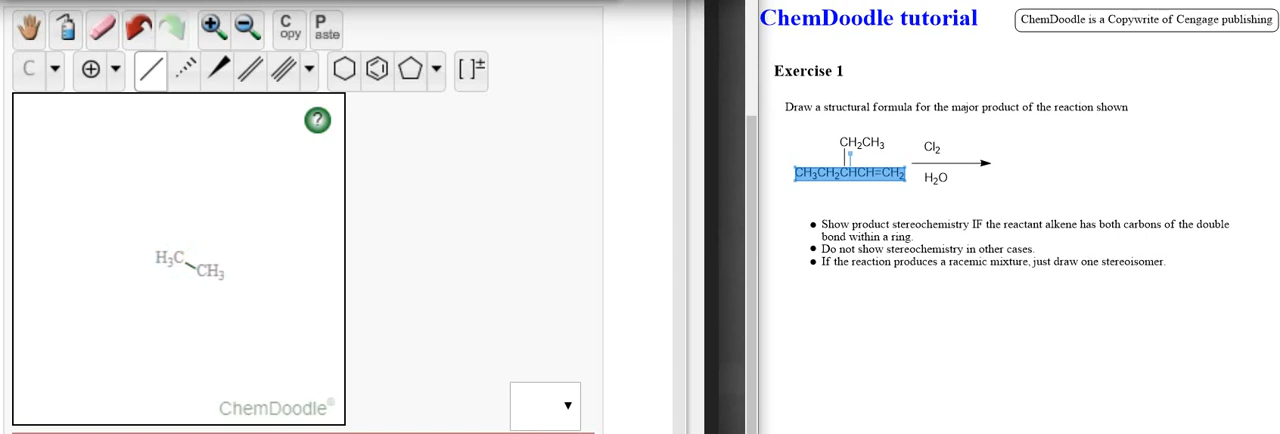 C
opy
P
aste
C
[ ]±
?
H₃C
CH₃
ChemDoodle®
▼
ChemDoodle tutorial
ChemDoodle is a Copywrite of Cengage publishing
Exercise 1
Draw a structural formula for the major product of the reaction shown
CH₂CH₃
CH₃CH₂CHCH=CH₂
Cl₂
H₂O
● Show product stereochemistry IF the reactant alkene has both carbons of the double
bond within a ring.
● Do not show stereochemistry in other cases.
● If the reaction produces a racemic mixture, just draw one stereoisomer.